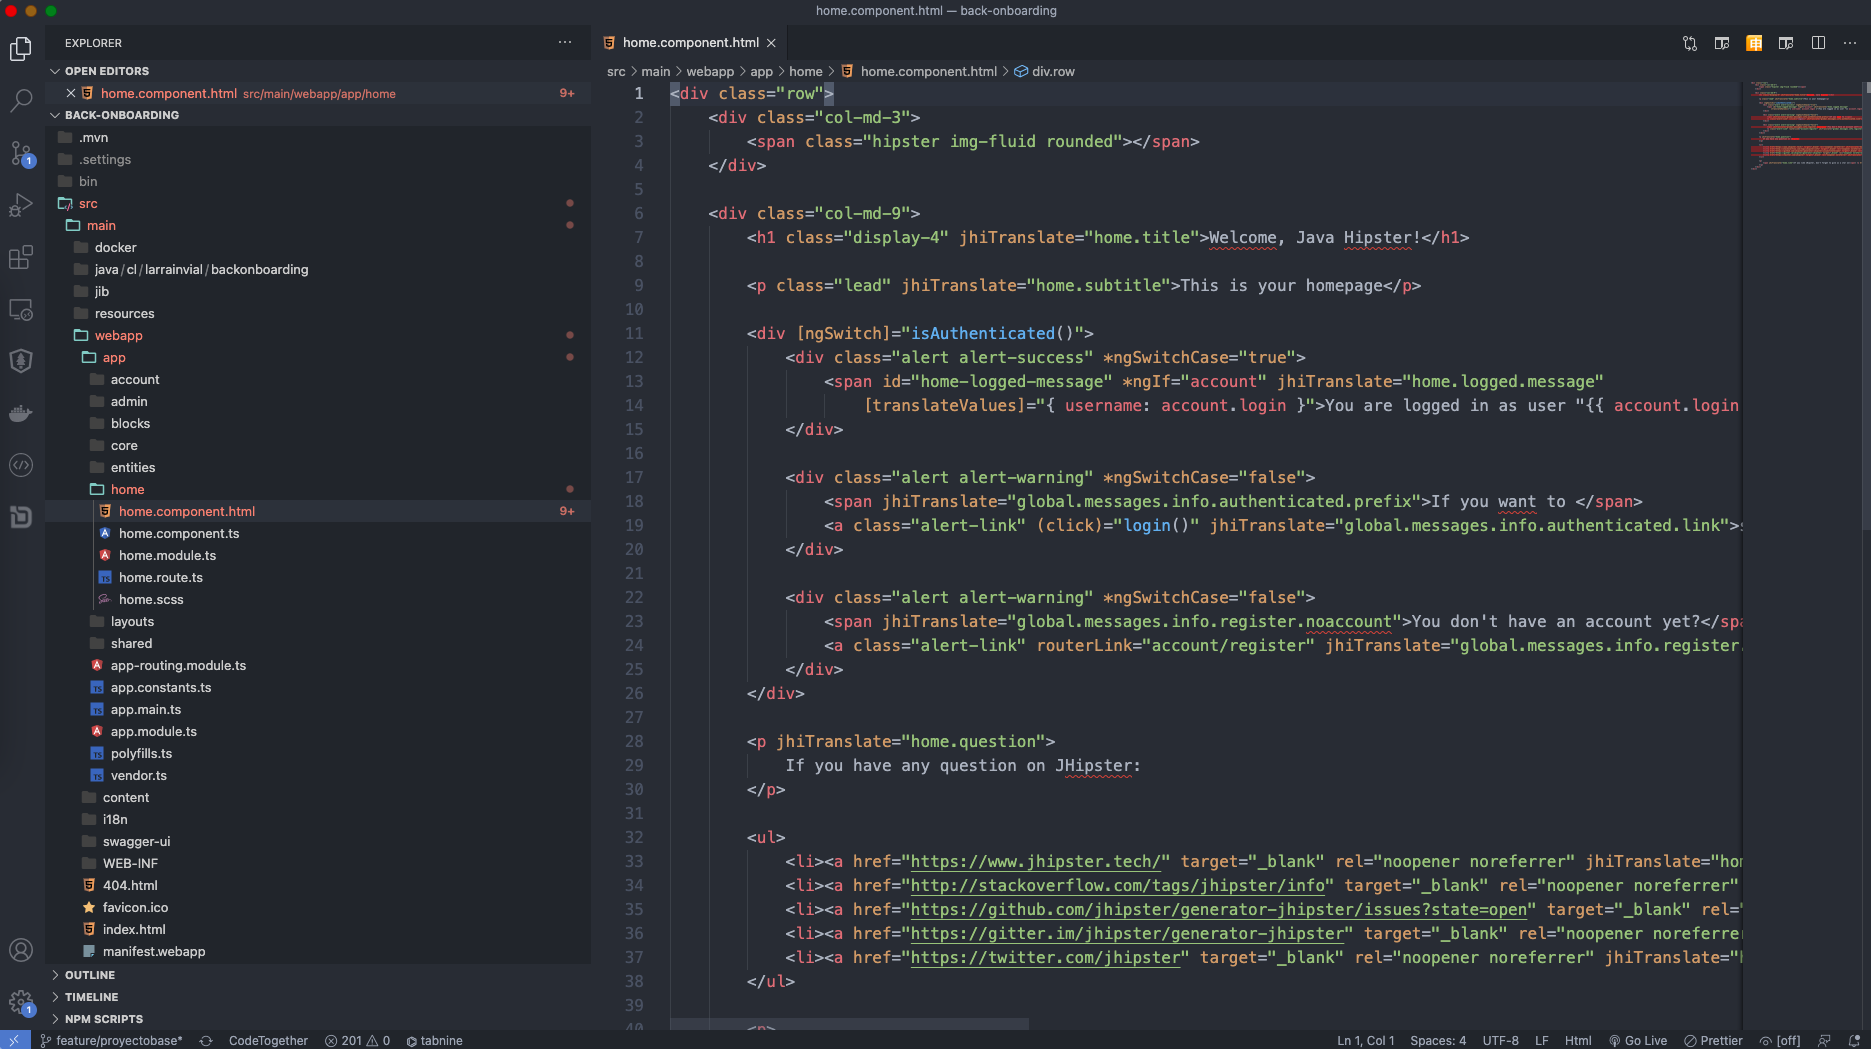 home.component.html — back-onboarding
EXPLORER
OPEN EDITORS
home.component.html src/main/webapp/app/home 9+
BACK-ONBOARDING
.mvn
.settings
bin
src
main
docker
java/cl/larrainvial/backonboarding
jib
resources
webapp
app
account
admin
blocks
core
entities
home
home.component.html 9+
home.component.ts
home.module.ts
home.route.ts
home.scss
layouts
shared
app-routing.module.ts
app.constants.ts
app.main.ts
app.module.ts
polyfills.ts
vendor.ts
content
i18n
swagger-ui
WEB-INF
404.html
favicon.ico
index.html
manifest.webapp
OUTLINE
TIMELINE
NPM SCRIPTS
1
1
home.component.html
src > main > webapp > app > home > home.component.html > div.row
1 <div class="row">
2 <div class="col-md-3">
3 <span class="hipster img-fluid rounded"></span>
4 </div>
5
6 <div class="col-md-9">
7 <h1 class="display-4" jhiTranslate="home.title">Welcome, Java Hipster!</h1>
8
9 <p class="lead" jhiTranslate="home.subtitle">This is your homepage</p>
10
11 <div [ngSwitch]="isAuthenticated()">
12 <div class="alert alert-success" *ngSwitchCase="true">
13 <span id="home-logged-message" *ngIf="account" jhiTranslate="home.logged.message"
14 [translateValues]="{ username: account.login }">You are logged in as user "{{ account.login
15 </div>
16
17 <div class="alert alert-warning" *ngSwitchCase="false">
18 <span jhiTranslate="global.messages.info.authenticated.prefix">If you want to </span>
19 <a class="alert-link" (click)="login()" jhiTranslate="global.messages.info.authenticated.link">
20 </div>
21
22 <div class="alert alert-warning" *ngSwitchCase="false">
23 <span jhiTranslate="global.messages.info.register.noaccount">You don't have an account yet?</spa
24 <a class="alert-link" routerLink="account/register" jhiTranslate="global.messages.info.register.
25 </div>
26 </div>
27
28 <p jhiTranslate="home.question">
29 If you have any question on JHipster:
30 </p>
31
32 <ul>
33 <li><a href="https://www.jhipster.tech/" target="_blank" rel="noopener noreferrer" jhiTranslate="hom
34 <li><a href="http://stackoverflow.com/tags/jhipster/info" target="_blank" rel="noopener noreferrer"
35 <li><a href="https://github.com/jhipster/generator-jhipster/issues?state=open" target="_blank" rel="
36 <li><a href="https://gitter.im/jhipster/generator-jhipster" target="_blank" rel="noopener noreferrer
37 <li><a href="https://twitter.com/jhipster" target="_blank" rel="noopener noreferrer" jhiTranslate="h
38 </ul>
39
40 <p>
feature/proyectobase* CodeTogether 201 0 tabnine Ln 1, Col 1 Spaces: 4 UTF-8 LF Html Go Live Prettier [off]